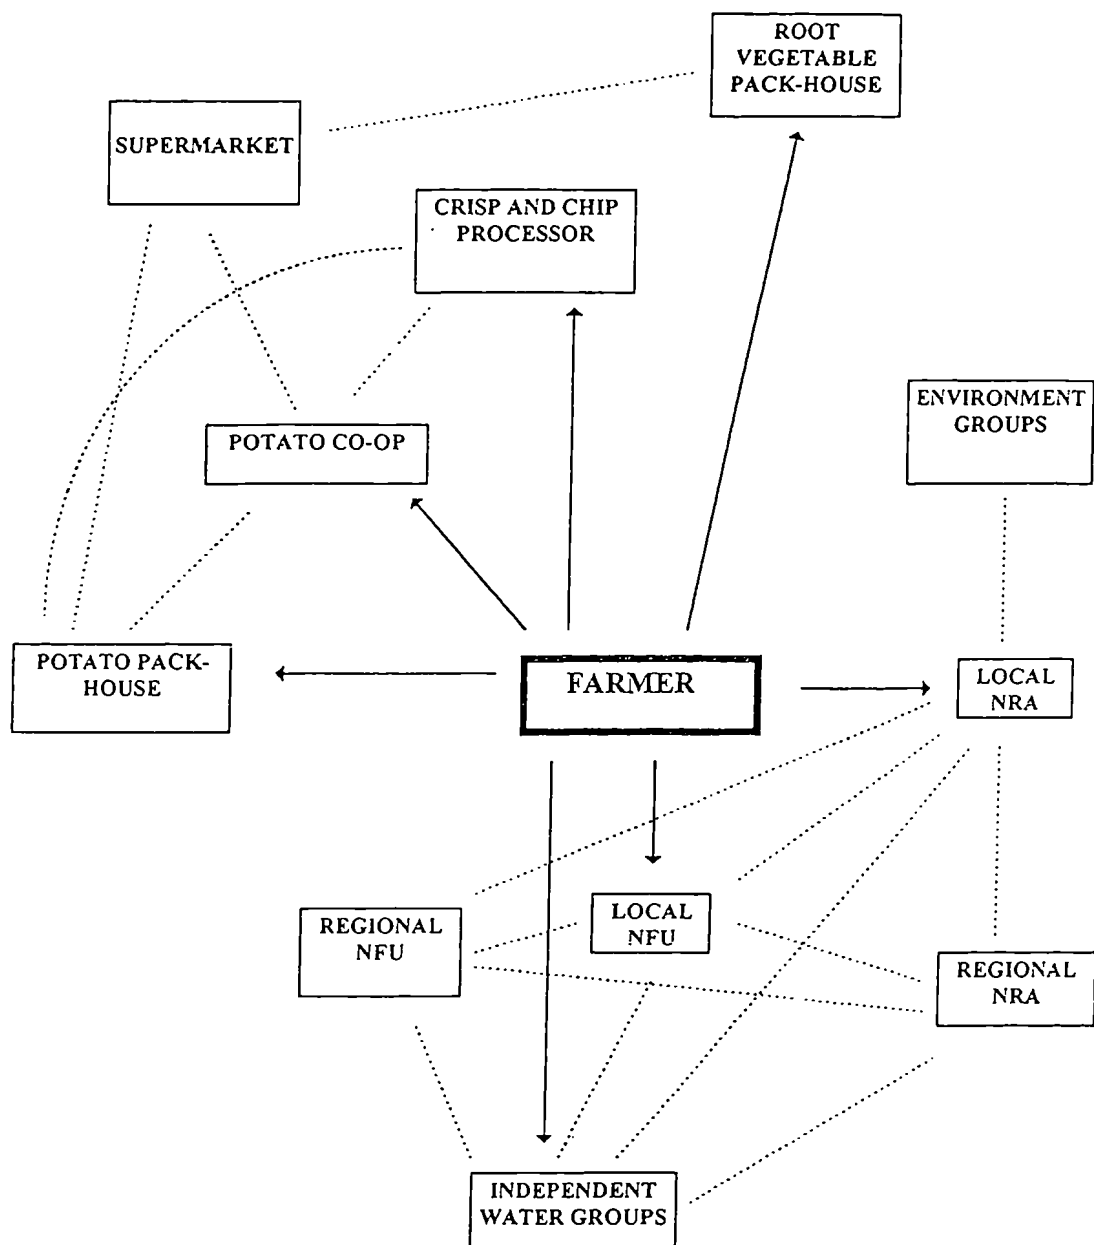 ROOT
VEGETABLE
PACK-HOUSE
SUPERMARKET
CRISP AND CHIP
PROCESSOR
ENVIRONMENT
GROUPS
POTATO CO-OP
POTATO PACK-
HOUSE
FARMER
LOCAL
NRA
REGIONAL
NFU
LOCAL
NFU
REGIONAL
NRA
INDEPENDENT
WATER GROUPS